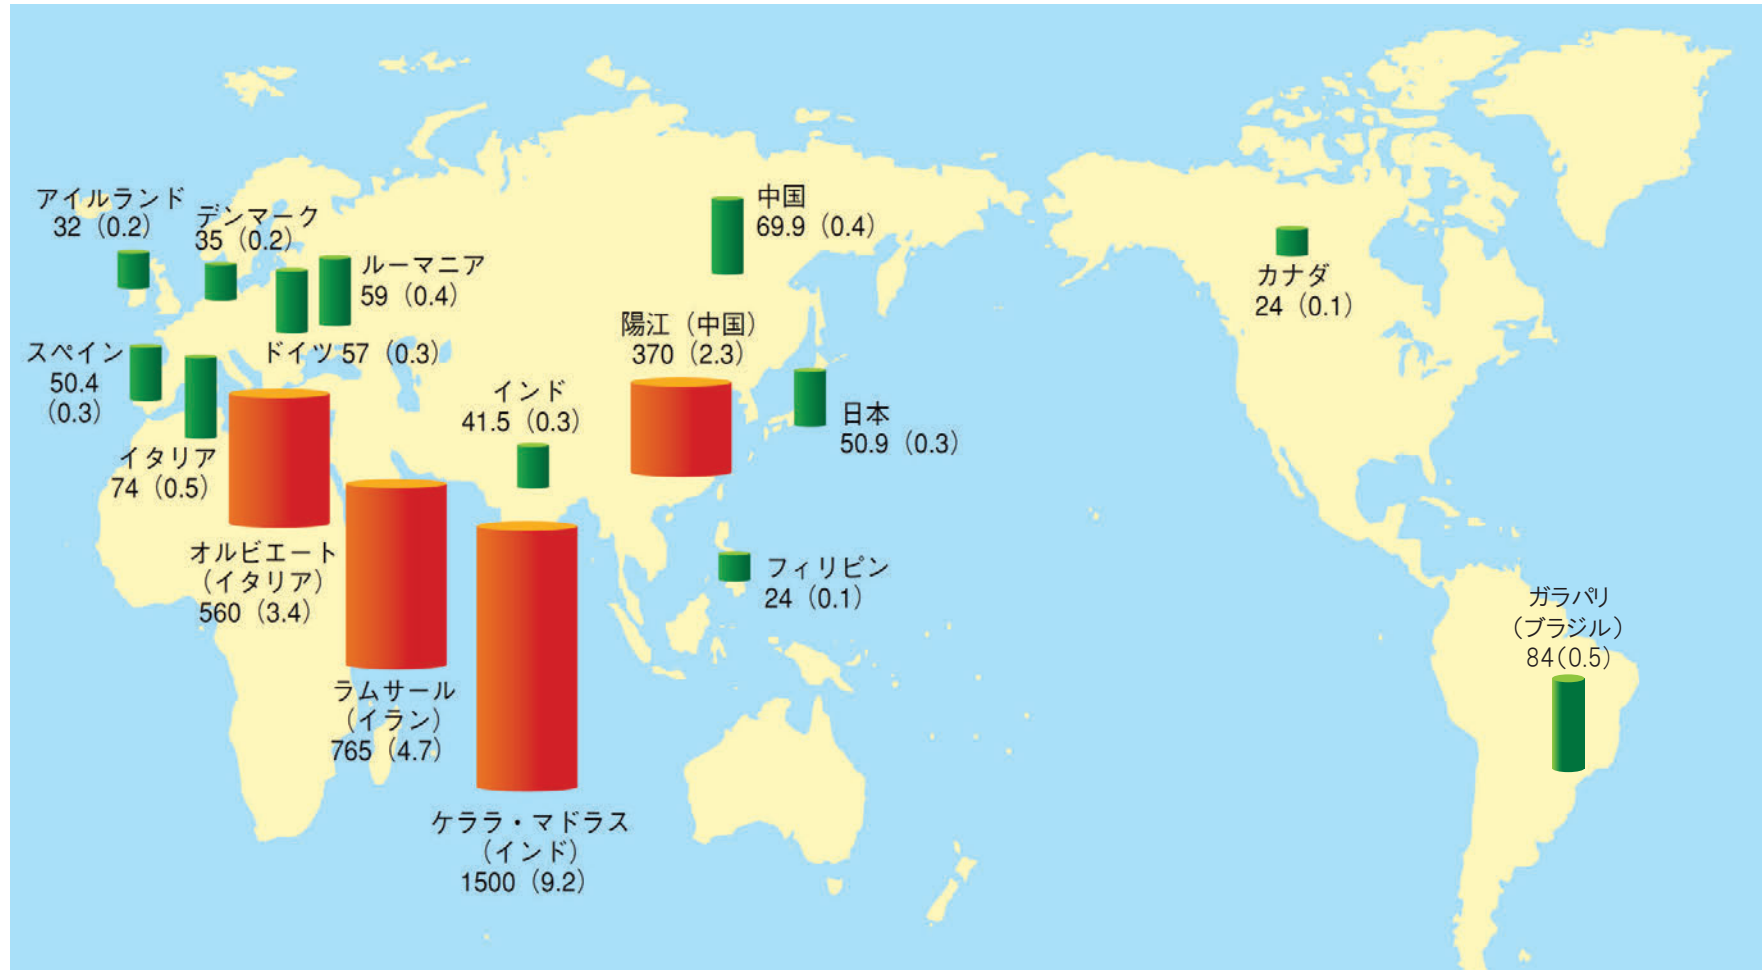 アイルランド
32（0.2）
デンマーク
35（0.2）
ルーマニア
59（0.4）
ドイツ 57（0.3）
スペイン
50.4
（0.3）
イタリア
74（0.5）
オルビエート
（イタリア）
560（3.4）
ラムサール
（イラン）
765（4.7）
インド
41.5（0.3）
ケララ・マドラス
（インド）
1500（9.2）
中国
69.9（0.4）
陽江（中国）
370（2.3）
日本
50.9（0.3）
フィリピン
24（0.1）
カナダ
24（0.1）
ガラパリ
（ブラジル）
84(0.5)